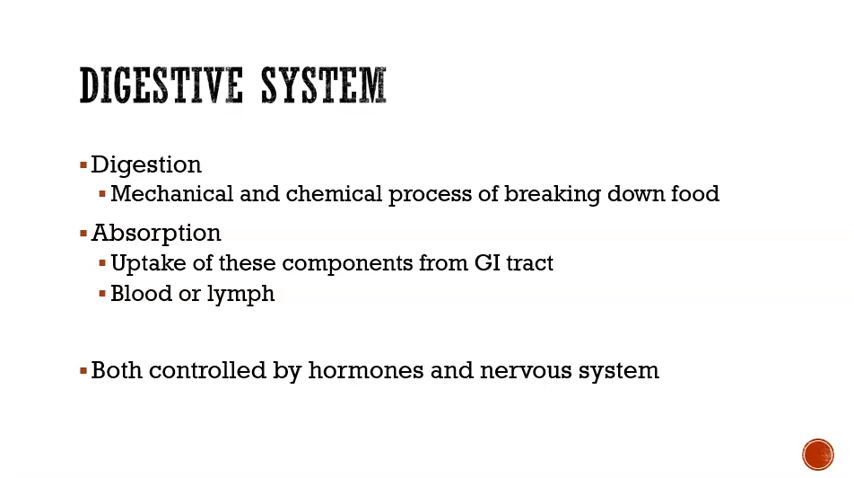 DIGESTIVE SYSTEM
▪Digestion
▪Mechanical and chemical process of breaking down food
▪Absorption
▪Uptake of these components from GI tract
▪Blood or lymph
▪Both controlled by hormones and nervous system